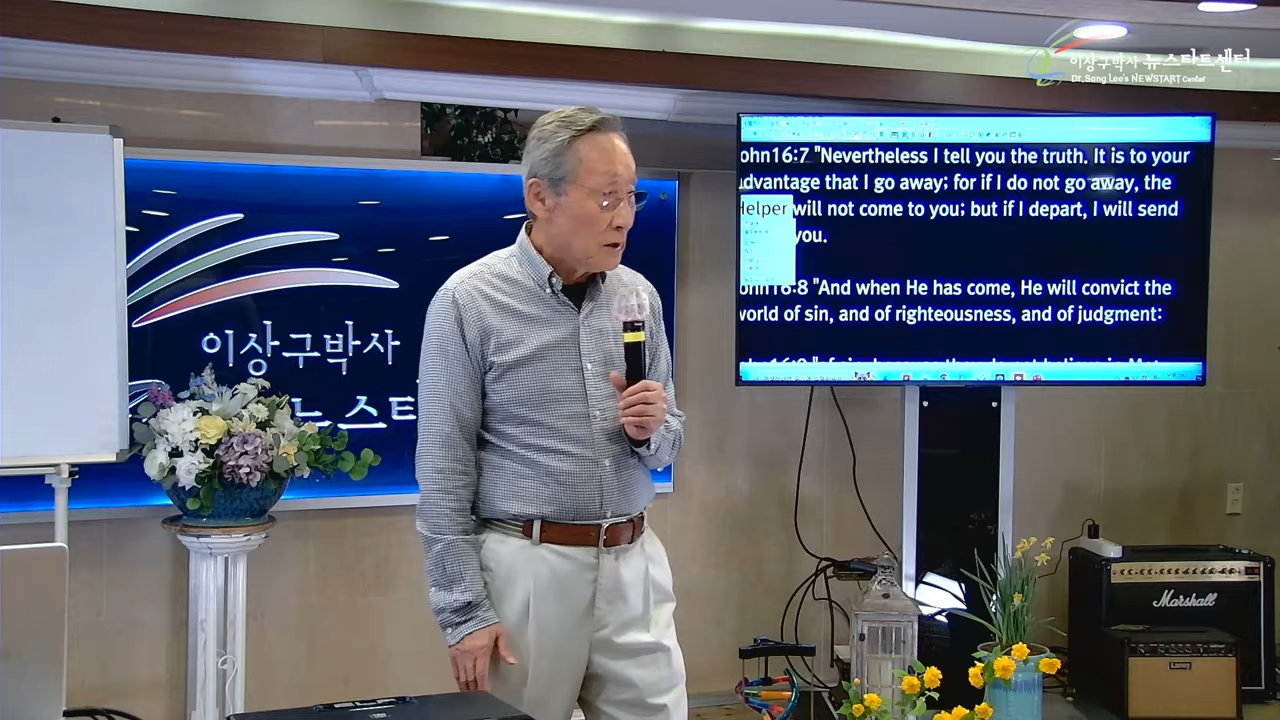 이상구박사 뉴스타트센터
Dr. Sang Lee's NEWSTART Center
ohn16:7 "Nevertheless I tell you the truth. It is to your
dvantage that I go away; for if I do not go away, the
Helper will not come to you; but if I depart, I will send
you.
ohn16:8 "And when He has come, He will convict the
world of sin, and of righteousness, and of judgment:
이상구박사
뉴스타
Marshall
Laney